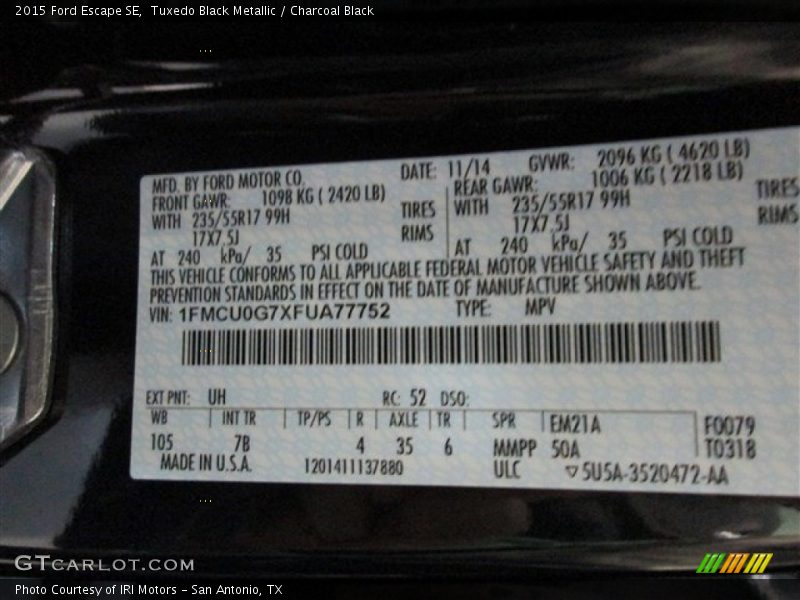 2015 Ford Escape SE, Tuxedo Black Metallic / Charcoal Black
MFD. BY FORD MOTOR CO. DATE: 11/14 GVWR: 2096 KG ( 4620 LB)
FRONT GAWR: 1098 KG ( 2420 LB) REAR GAWR: 1006 KG ( 2218 LB)
WITH 235/55R17 99H TIRES WITH 235/55R17 99H TIRES
17X7.5J RIMS 17X7.5J RIMS
AT 240 kPa/ 35 PSI COLD AT 240 kPa/ 35 PSI COLD
THIS VEHICLE CONFORMS TO ALL APPLICABLE FEDERAL MOTOR VEHICLE SAFETY AND THEFT
PREVENTION STANDARDS IN EFFECT ON THE DATE OF MANUFACTURE SHOWN ABOVE.
VIN: 1FMCU0G7XFUA77752 TYPE: MPV
EXT PNT: UH RC: 52 DSO:
WB INT TR TP/PS R AXLE TR SPR EM21A F0079
105 7B 4 35 6 MMPP 50A T0318
MADE IN U.S.A. 1201411137880 ULC ▽5U5A-3520472-AA
GTCARLOT.COM
Photo Courtesy of IRI Motors – San Antonio, TX